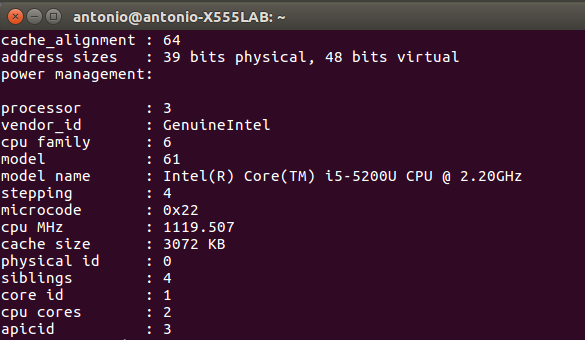 antonio@antonio-X555LAB: ~
cache_alignment : 64
address sizes   : 39 bits physical, 48 bits virtual
power management:

processor       : 3
vendor_id       : GenuineIntel
cpu family      : 6
model           : 61
model name      : Intel(R) Core(TM) i5-5200U CPU @ 2.20GHz
stepping        : 4
microcode       : 0x22
cpu MHz         : 1119.507
cache size      : 3072 KB
physical id     : 0
siblings        : 4
core id         : 1
cpu cores       : 2
apicid          : 3